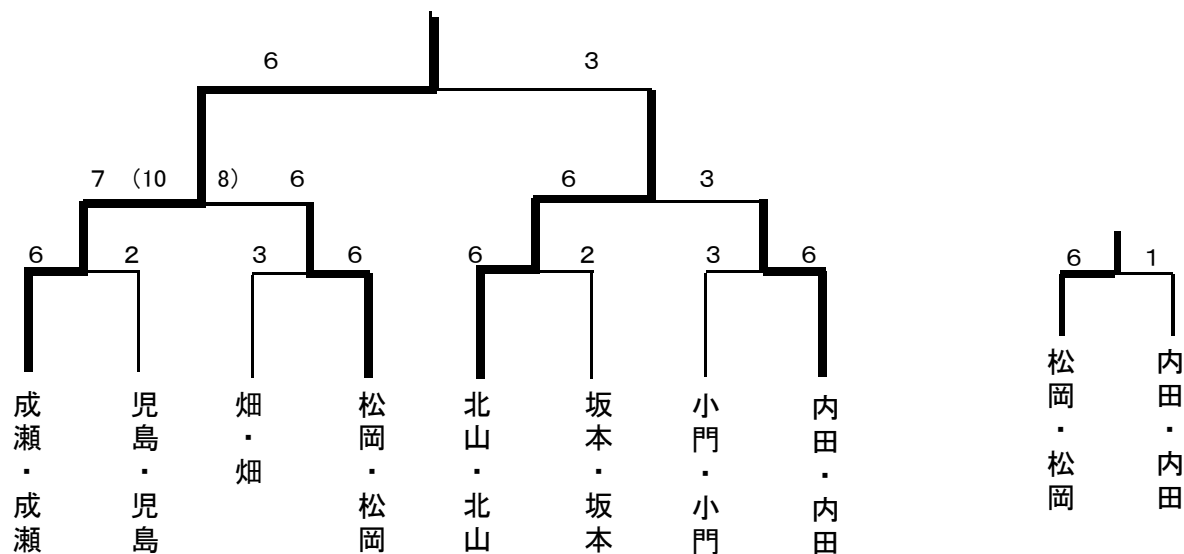 6 3
7 (10 8) 6 6 3
6 2 3 6 6 2 3 6 6 1
成瀬・成瀬
児島・児島
畑・畑
松岡・松岡
北山・北山
坂本・坂本
小門・小門
内田・内田
松岡・松岡
内田・内田